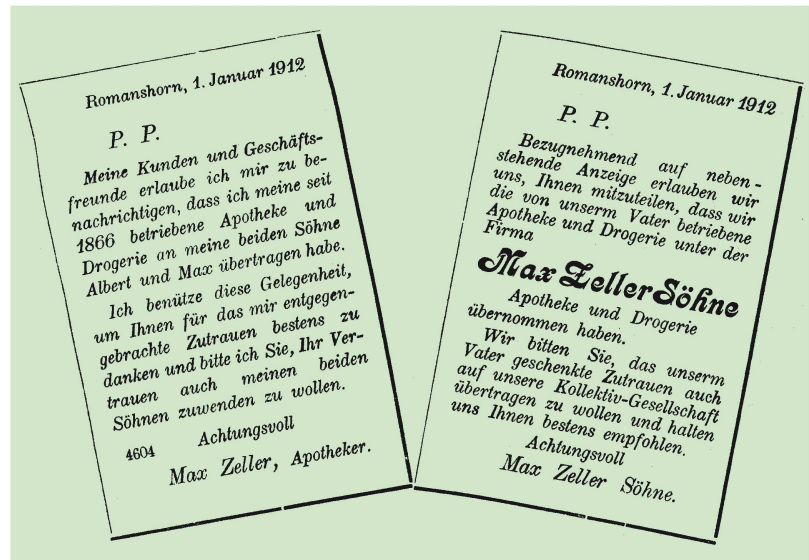 Romanshorn, 1. Januar 1912
P. P.
Meine Kunden und Geschäfts-
freunde erlaube ich mir zu be-
nachrichtigen, dass ich meine seit
1866 betriebene Apotheke und
Drogerie an meine beiden Söhne
Albert und Max übertragen habe.
Ich benütze diese Gelegenheit,
um Ihnen für das mir entgegen-
gebrachte Zutrauen bestens zu
danken und bitte ich Sie, Ihr Ver-
trauen auch meinen beiden
Söhnen zuwenden zu wollen.
Achtungsvoll
4604
Max Zeller, Apotheker.
Romanshorn, 1. Januar 1912
P. P.
Bezugnehmend auf neben-
stehende Anzeige erlauben wir
uns, Ihnen mitzuteilen, dass wir
die von unserm Vater betriebene
Apotheke und Drogerie unter der
Firma
Max Zeller Söhne
Apotheke und Drogerie
übernommen haben.
Wir bitten Sie, das unserm
Vater geschenkte Zutrauen auch
auf unsere Kollektiv-Gesellschaft
übertragen zu wollen und halten
uns Ihnen bestens empfohlen.
Achtungsvoll
Max Zeller Söhne.